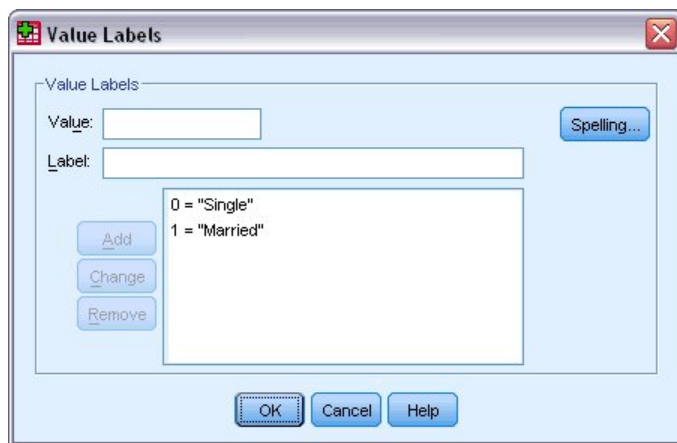 Value Labels
Value Labels
Value:
Spelling...
Label:
0 = "Single"
1 = "Married"
Add
Change
Remove
OK
Cancel
Help